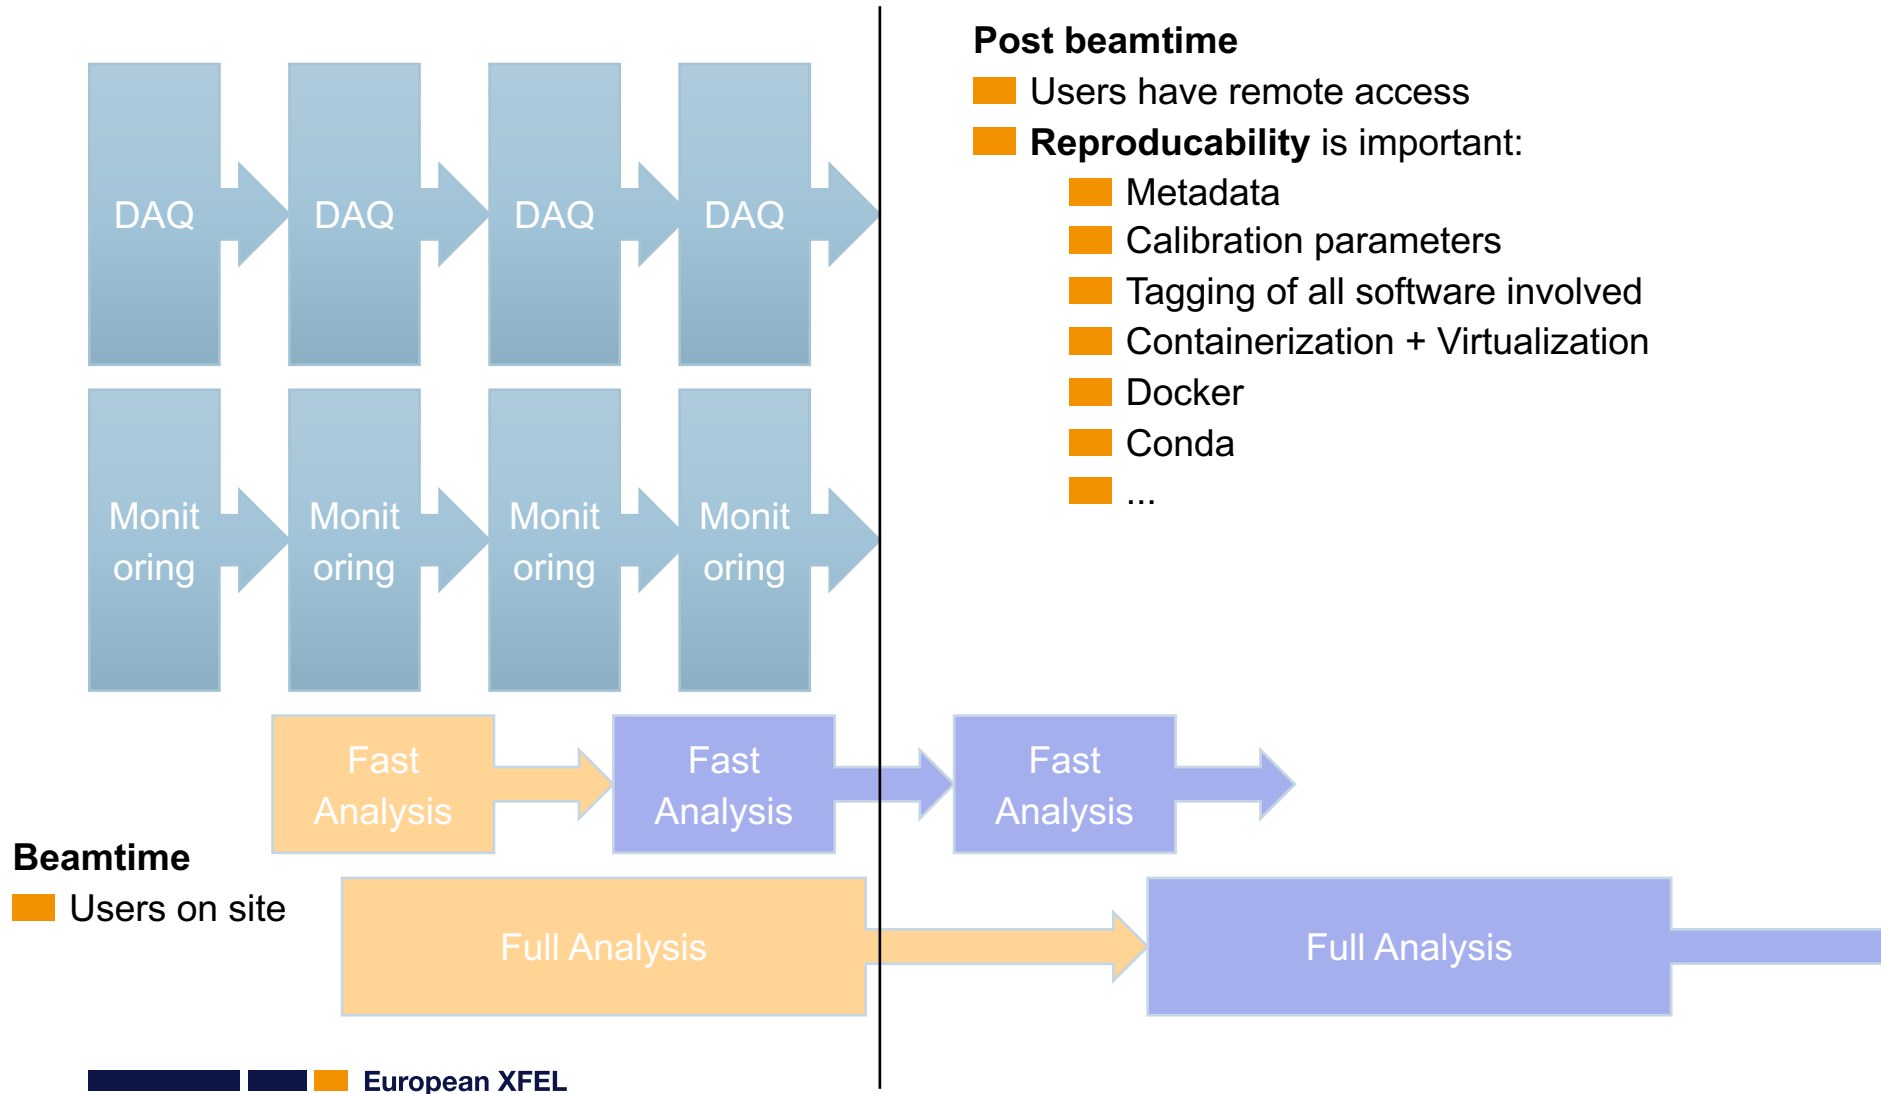 Post beamtime
Users have remote access
Reproducability is important:
Metadata
Calibration parameters
Tagging of all software involved
Containerization + Virtualization
Docker
Conda
...
DAQ
DAQ
DAQ
DAQ
Monit
oring
Monit
oring
Monit
oring
Monit
oring
Fast
Analysis
Fast
Analysis
Fast
Analysis
Beamtime
Users on site
Full Analysis
Full Analysis
European XFEL